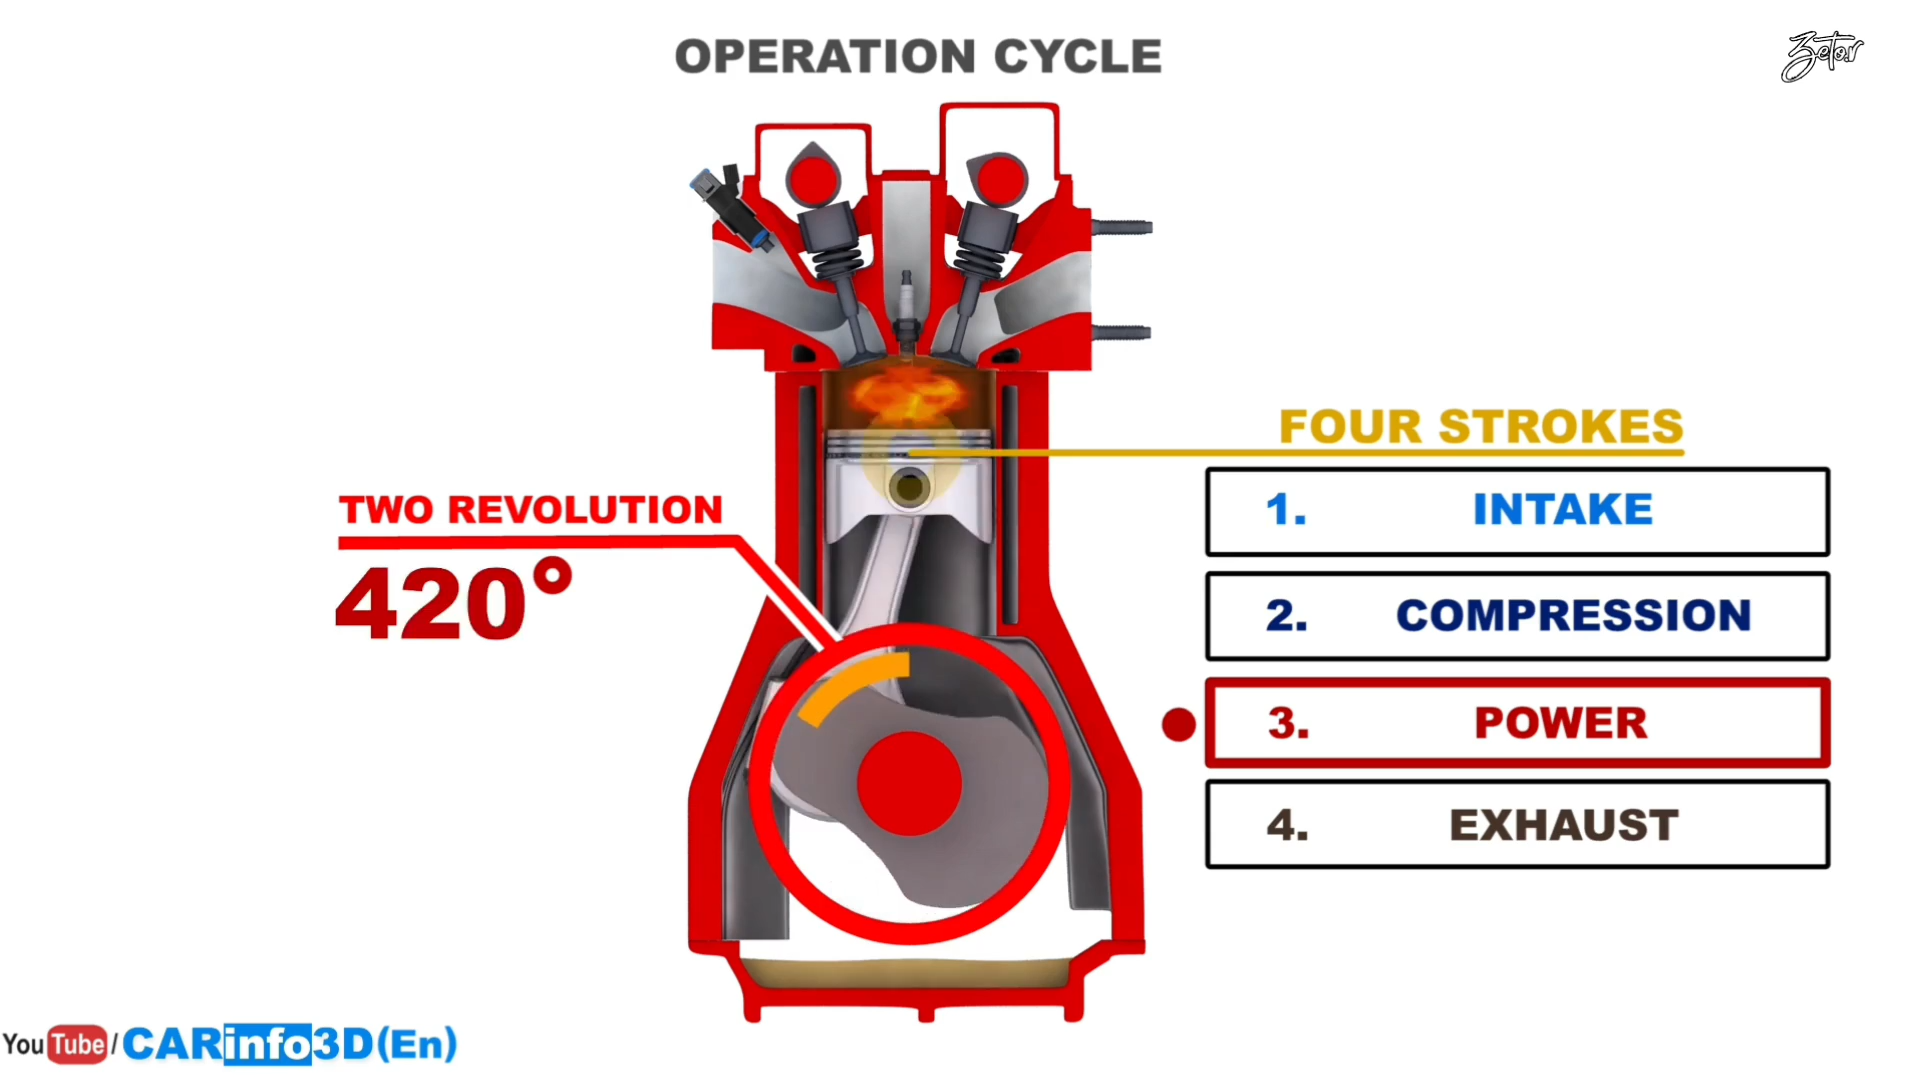 OPERATION CYCLE
Zetor
FOUR STROKES
TWO REVOLUTION
420°
1. INTAKE
2. COMPRESSION
3. POWER
4. EXHAUST
YouTube/CARinfo3D(En)